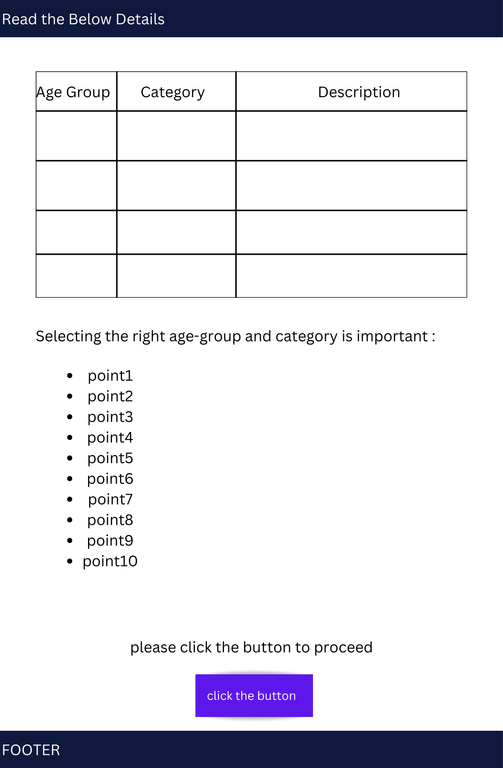 Read the Below Details
Age Group Category Description
Selecting the right age-group and category is important :
• point1
• point2
• point3
• point4
• point5
• point6
• point7
• point8
• point9
• point10
please click the button to proceed
click the button
FOOTER